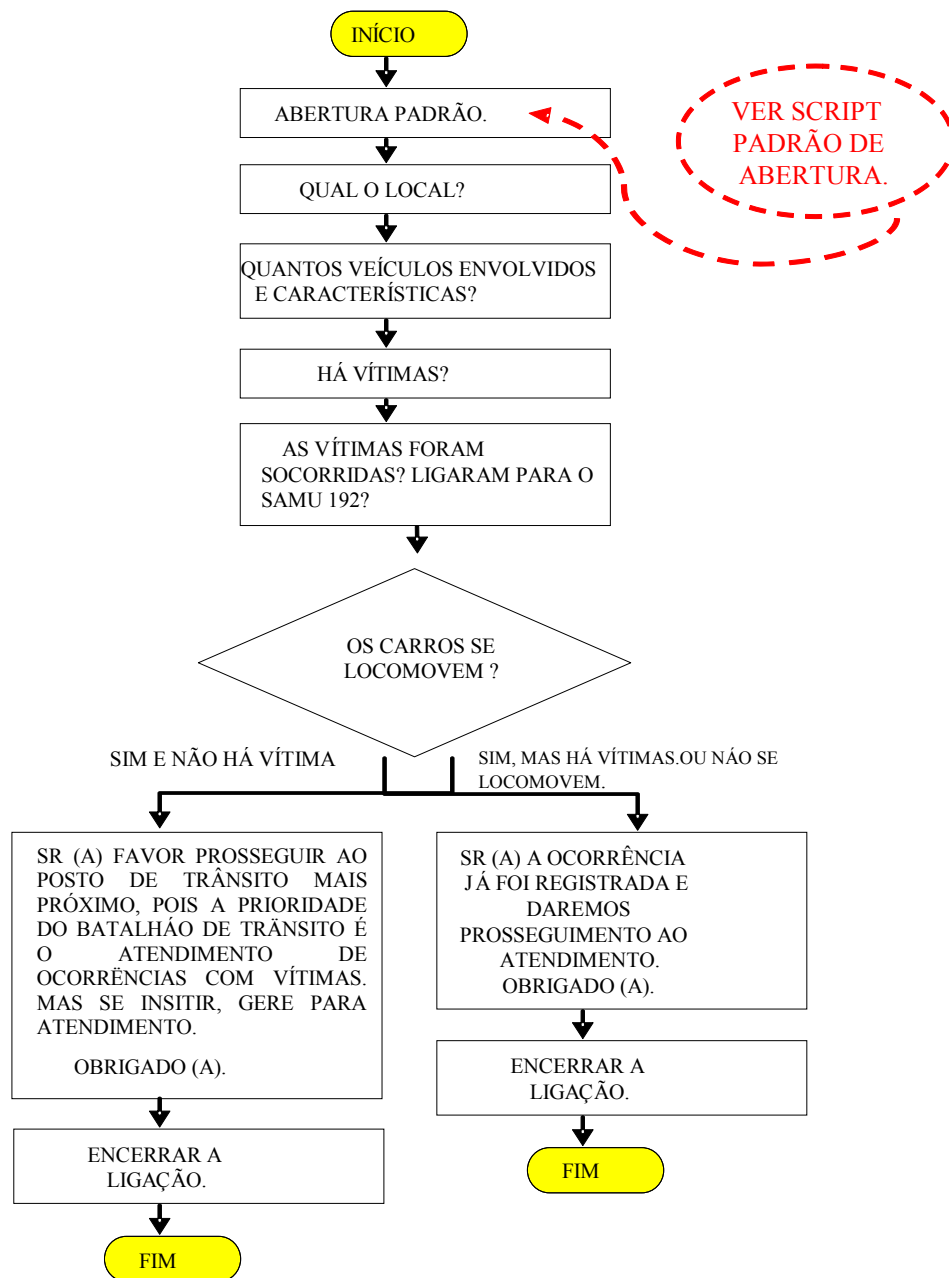 INÍCIO
ABERTURA PADRÃO.
VER SCRIPT
PADRÃO DE
ABERTURA.
QUAL O LOCAL?
QUANTOS VEÍCULOS ENVOLVIDOS
E CARACTERÍSTICAS?
HÁ VÍTIMAS?
AS VÍTIMAS FORAM
SOCORRIDAS? LIGARAM PARA O
SAMU 192?
OS CARROS SE
LOCOMOVEM ?
SIM E NÃO HÁ VÍTIMA
SIM, MAS HÁ VÍTIMAS.OU NÁO SE
LOCOMOVEM.
SR (A) FAVOR PROSSEGUIR AO
POSTO DE TRÂNSITO MAIS
PRÓXIMO, POIS A PRIORIDADE
DO BATALHÁO DE TRÄNSITO É
O ATENDIMENTO DE
OCORRËNCIAS COM VÍTIMAS.
MAS SE INSITIR, GERE PARA
ATENDIMENTO.
OBRIGADO (A).
ENCERRAR A
LIGAÇÃO.
FIM
SR (A) A OCORRÊNCIA
JÁ FOI REGISTRADA E
DAREMOS
PROSSEGUIMENTO AO
ATENDIMENTO.
OBRIGADO (A).
ENCERRAR A
LIGAÇÃO.
FIM